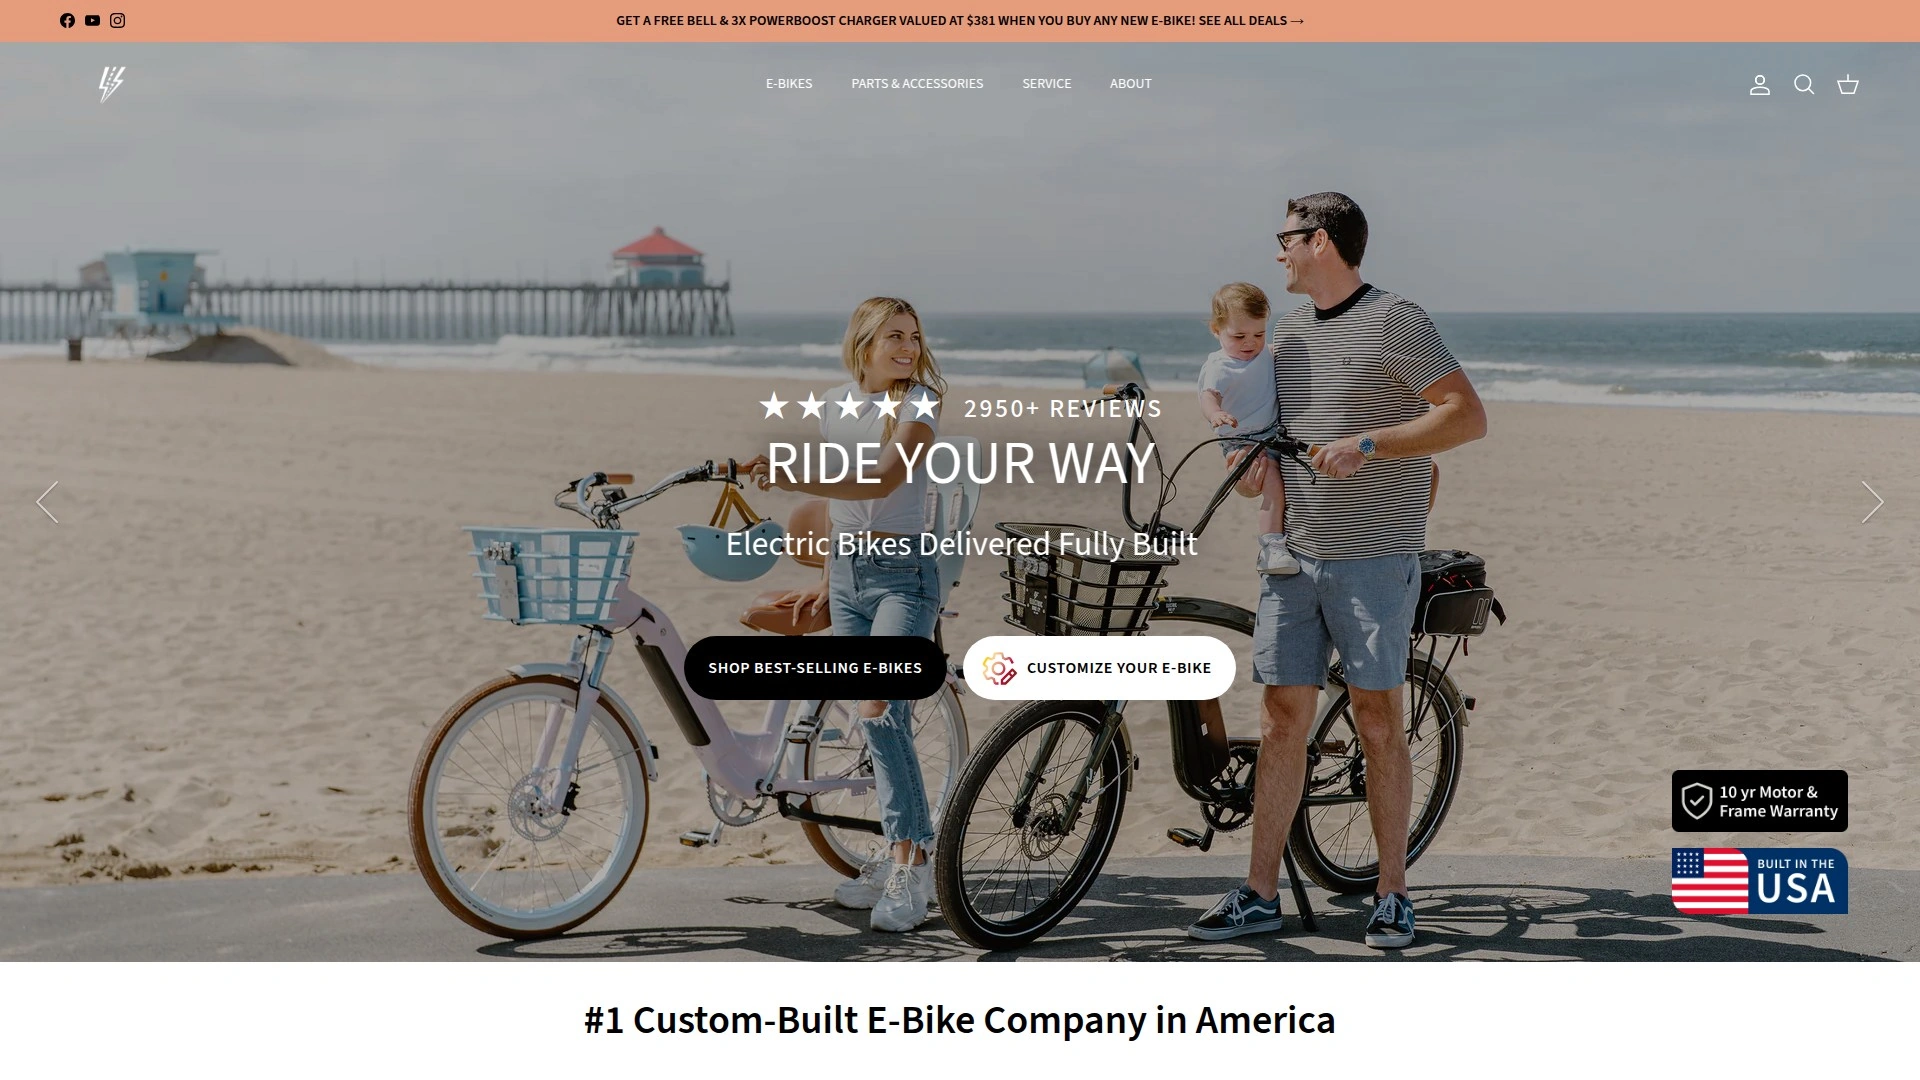 GET A FREE BELL & 3X POWERBOOST CHARGER VALUED AT $381 WHEN YOU BUY ANY NEW E-BIKE! SEE ALL DEALS →
E-BIKES PARTS & ACCESSORIES SERVICE ABOUT
★★★★★ 2950+ REVIEWS
RIDE YOUR WAY
Electric Bikes Delivered Fully Built
SHOP BEST-SELLING E-BIKES
CUSTOMIZE YOUR E-BIKE
10 yr Motor &
Frame Warranty
BUILT IN THE
USA
#1 Custom-Built E-Bike Company in America